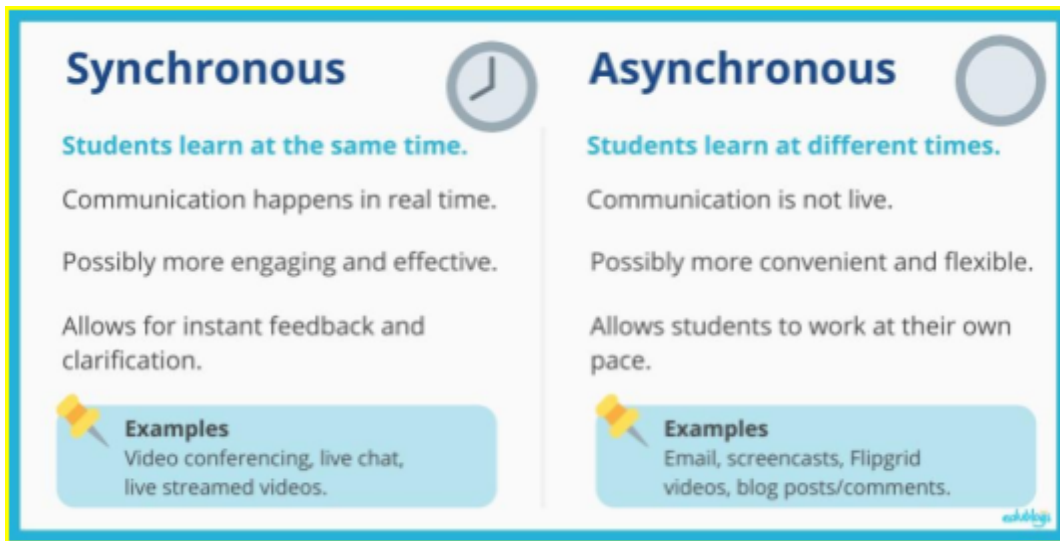 Synchronous
Students learn at the same time.
Communication happens in real time.
Possibly more engaging and effective.
Allows for instant feedback and
clarification.
Examples
Video conferencing, live chat,
live streamed videos.
Asynchronous
Students learn at different times.
Communication is not live.
Possibly more convenient and flexible.
Allows students to work at their own
pace.
Examples
Email, screencasts, Flipgrid
videos, blog posts/comments.
edublogs